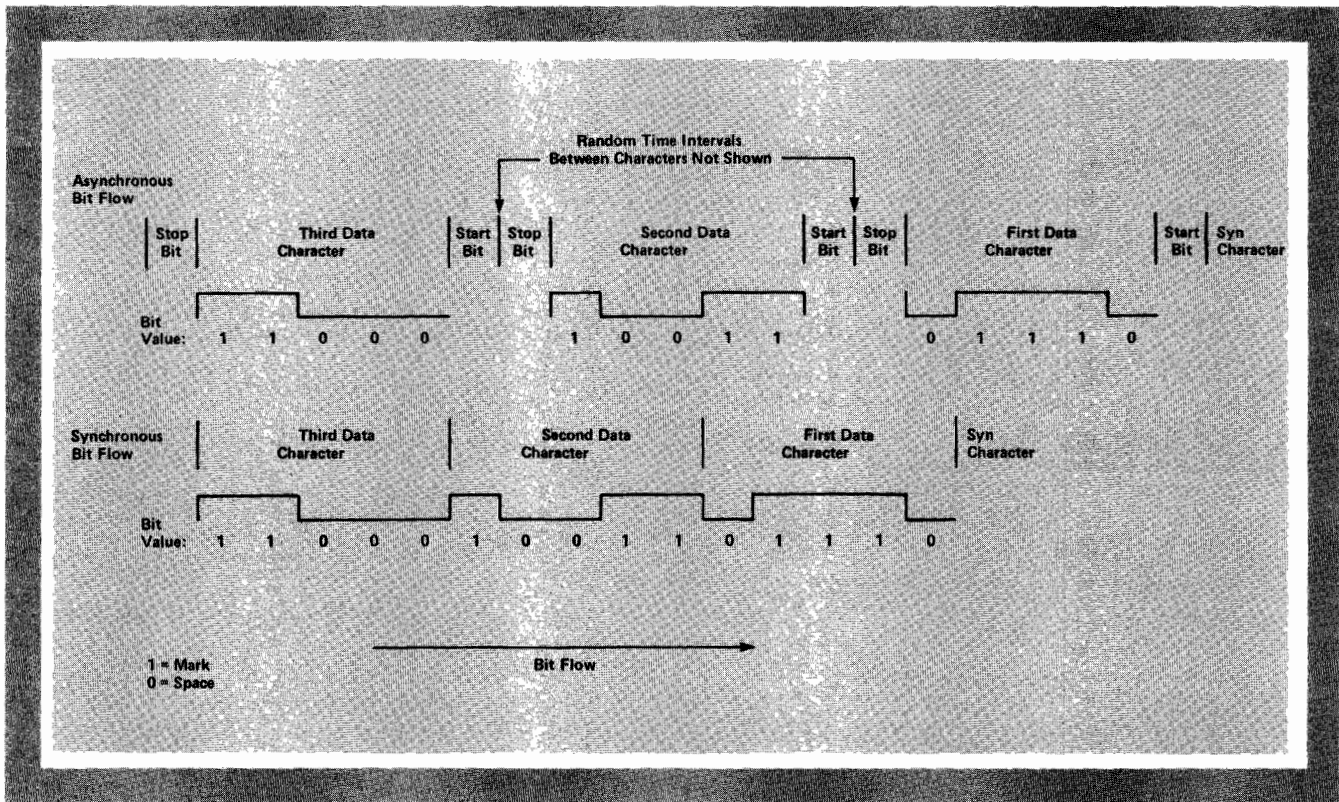 Random Time Intervals
Between Characters Not Shown
Asynchronous
Bit Flow
Stop
Bit
Third Data
Character
Start
Bit
Stop
Bit
Second Data
Character
Start
Bit
Stop
Bit
First Data
Character
Start
Bit
Syn
Character
Bit
Value: 1 1 0 0 0 1 0 0 1 1 0 1 1 1 0
Synchronous
Bit Flow
Third Data
Character
Second Data
Character
First Data
Character
Syn
Character
Bit
Value: 1 1 0 0 0 1 0 0 1 1 0 1 1 1 0
1 = Mark
0 = Space
Bit Flow